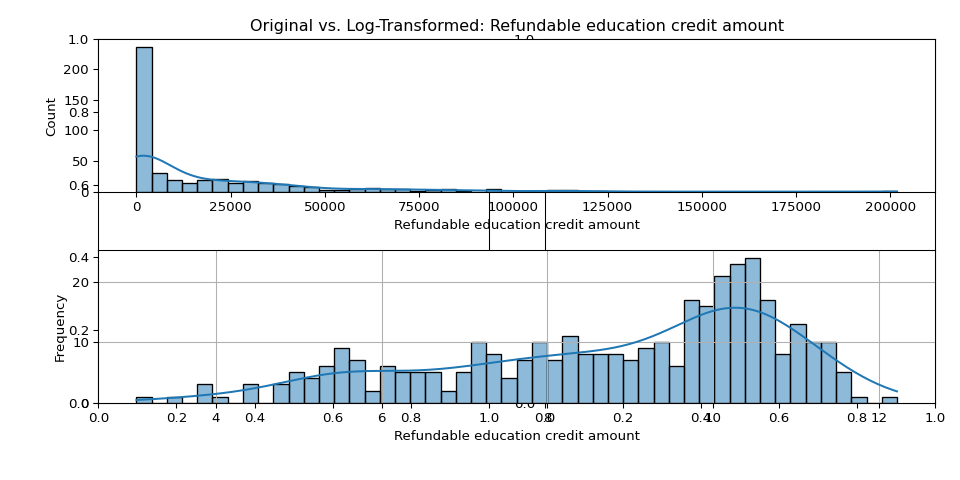 Original vs. Log-Transformed: Refundable education credit amount
1.0
200
150
0.8
100
50
0.6
0
Count
0 25000 50000 75000 100000 125000 150000 175000 200000
Refundable education credit amount
0.4
20
0.2
10
0.0
Frequency
0.0 0.2 4 0.4 0.6 6 0.8 1.0 0.2 0.4 10 0.6 0.8 12 1.0
Refundable education credit amount